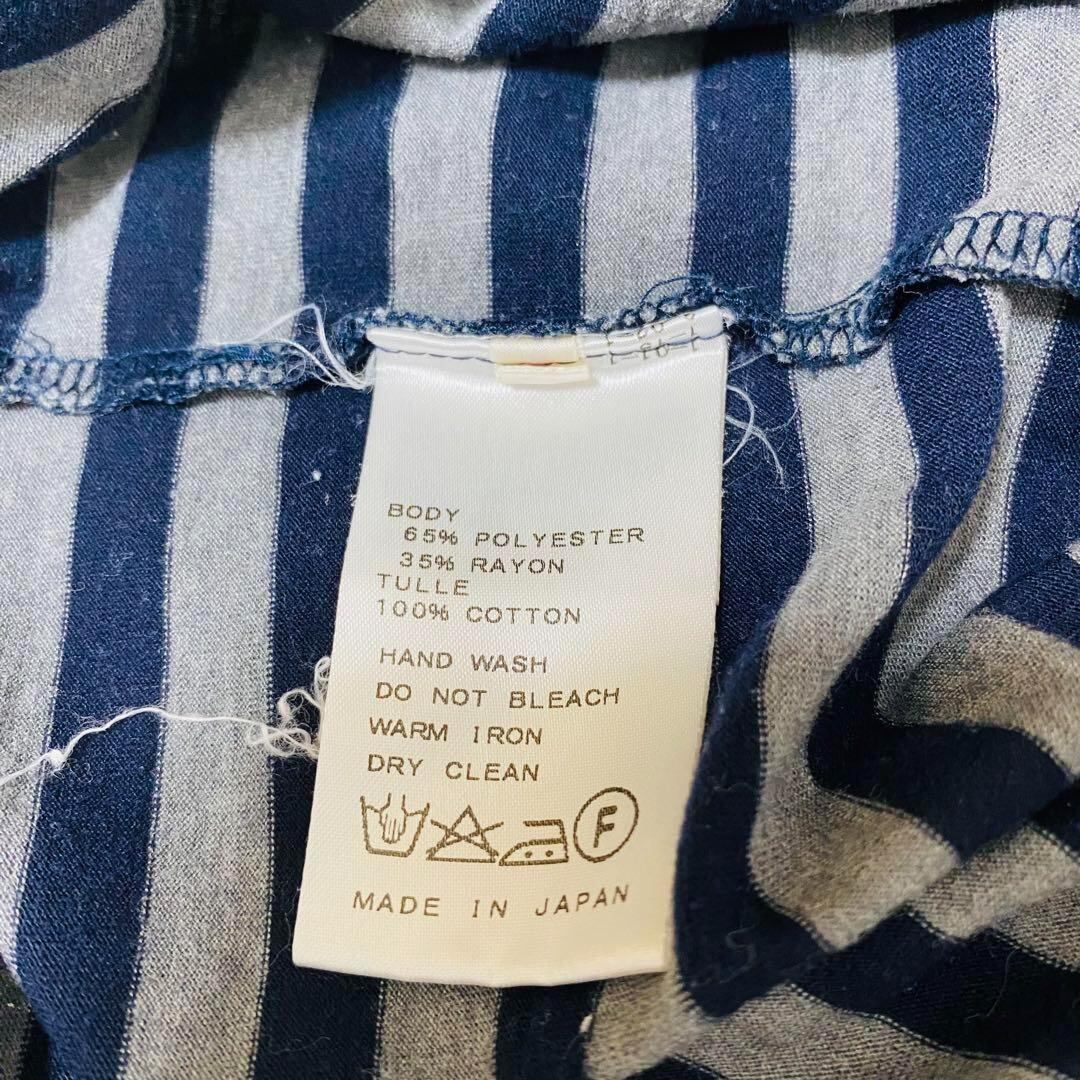 BODY
65% POLYESTER
35% RAYON
TULLE
100% COTTON
HAND WASH
DO NOT BLEACH
WARM IRON
DRY CLEAN
F
MADE IN JAPAN